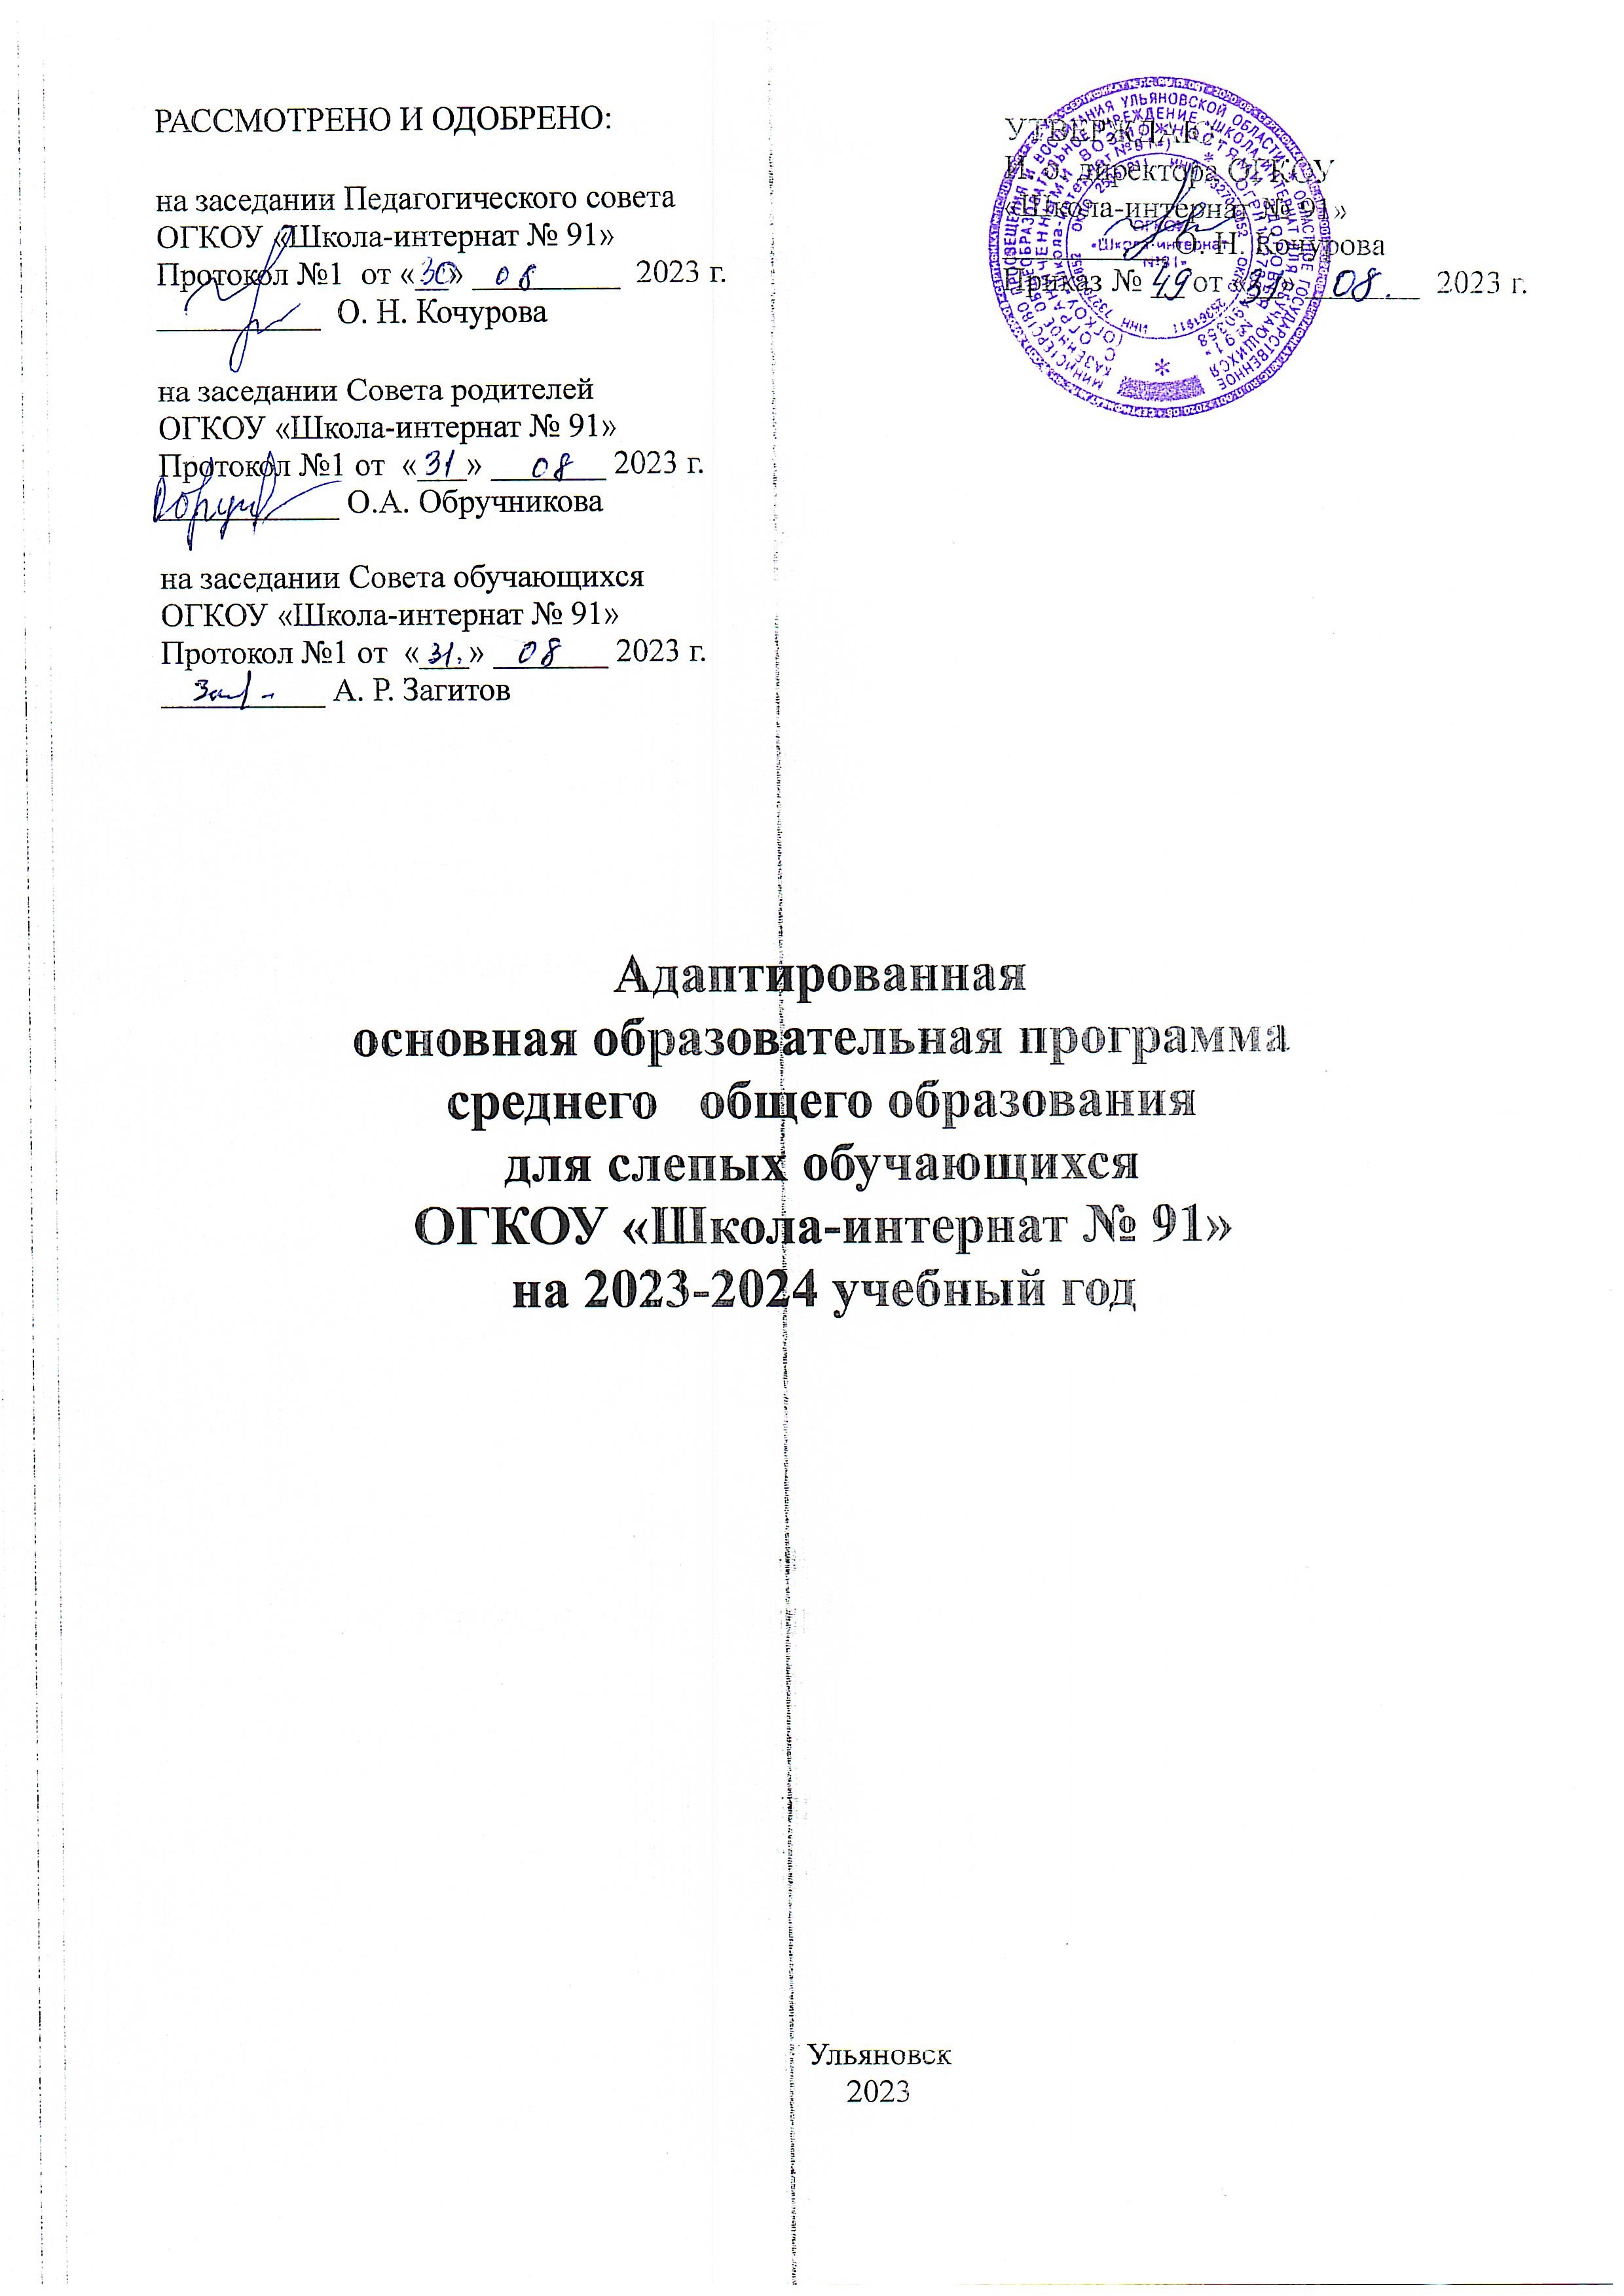 РАССМОТРЕНО И ОДОБРЕНО:
на заседании Педагогического совета
ОГКОУ «Школа-интернат № 91»
Протокол №1 от «30» 08 2023 г.
О. Н. Кочурова
на заседании Совета родителей
ОГКОУ «Школа-интернат № 91»
Протокол №1 от «31» 08 2023 г.
О.А. Обручникова
на заседании Совета обучающихся
ОГКОУ «Школа-интернат № 91»
Протокол №1 от «31.» 08 2023 г.
А. Р. Загитов
УТВЕРЖДАЮ:
И. о. директора ОГКОУ
«Школа-интернат № 91»
О. Н. Кочурова
Приказ № 49 от «31» 08. 2023 г.
Адаптированная
основная образовательная программа
среднего общего образования
для слепых обучающихся
ОГКОУ «Школа-интернат № 91»
на 2023-2024 учебный год
Ульяновск
2023